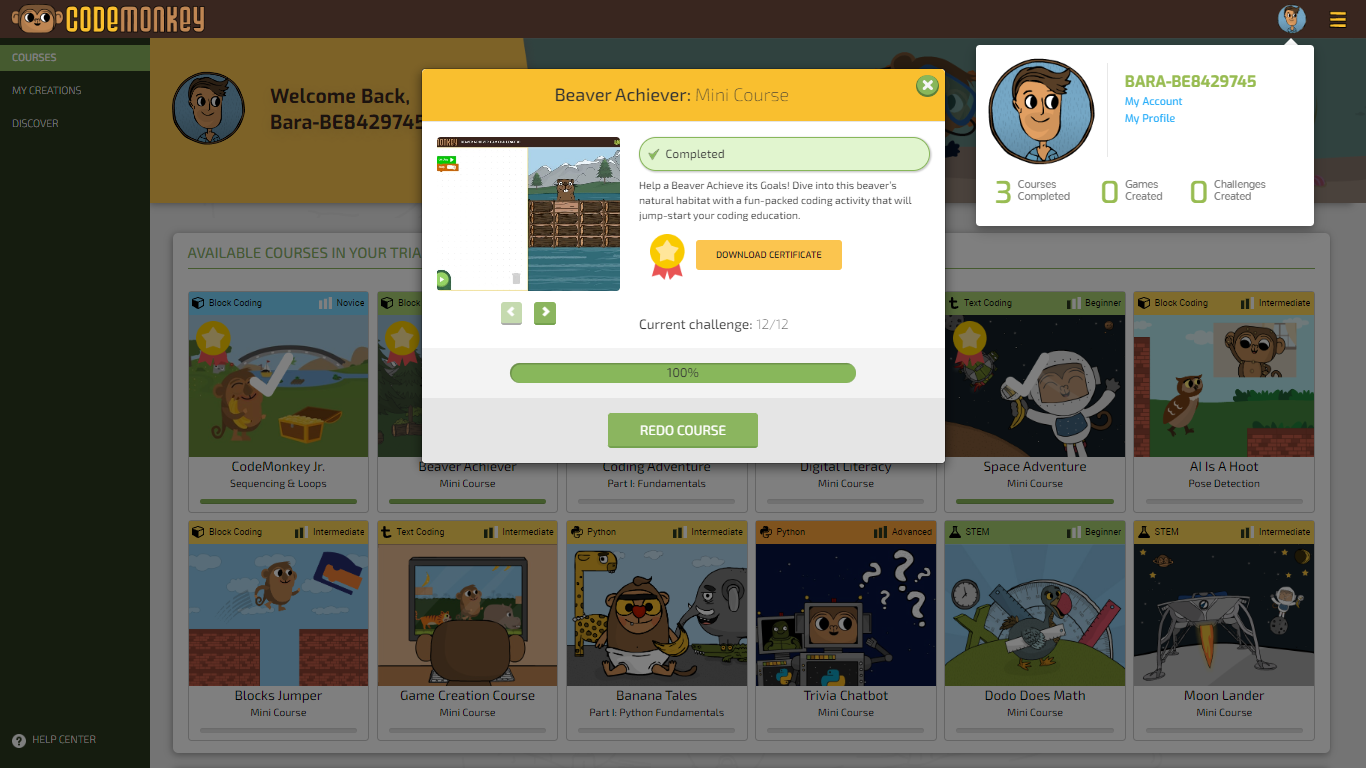 CODEMONKEY
COURSES
MY CREATIONS
DISCOVER
HELP CENTER
Welcome Back,
Bara-BE8429745
BARA-BE8429745
My Account
My Profile
3 Courses Completed
0 Games Created
0 Challenges Created
Beaver Achiever: Mini Course
Completed
Help a Beaver Achieve its Goals! Dive into this beaver's
natural habitat with a fun-packed coding activity that will
jump-start your coding education.
DOWNLOAD CERTIFICATE
Current challenge: 12/12
100%
REDO COURSE
AVAILABLE COURSES IN YOUR TRIA
Block Coding Novice
CodeMonkey Jr.
Sequencing & Loops
Block
Beaver Achiever
Mini Course
Coding Adventure
Part I: Fundamentals
Digital Literacy
Mini Course
Text Coding Beginner
Space Adventure
Mini Course
Block Coding Intermediate
AI Is A Hoot
Pose Detection
Block Coding Intermediate
Blocks Jumper
Mini Course
Text Coding Intermediate
Game Creation Course
Mini Course
Python Intermediate
Banana Tales
Part I: Python Fundamentals
Python Advanced
? ? ? ?
Trivia Chatbot
Mini Course
STEM Beginner
Dodo Does Math
Mini Course
STEM Intermediate
Moon Lander
Mini Course